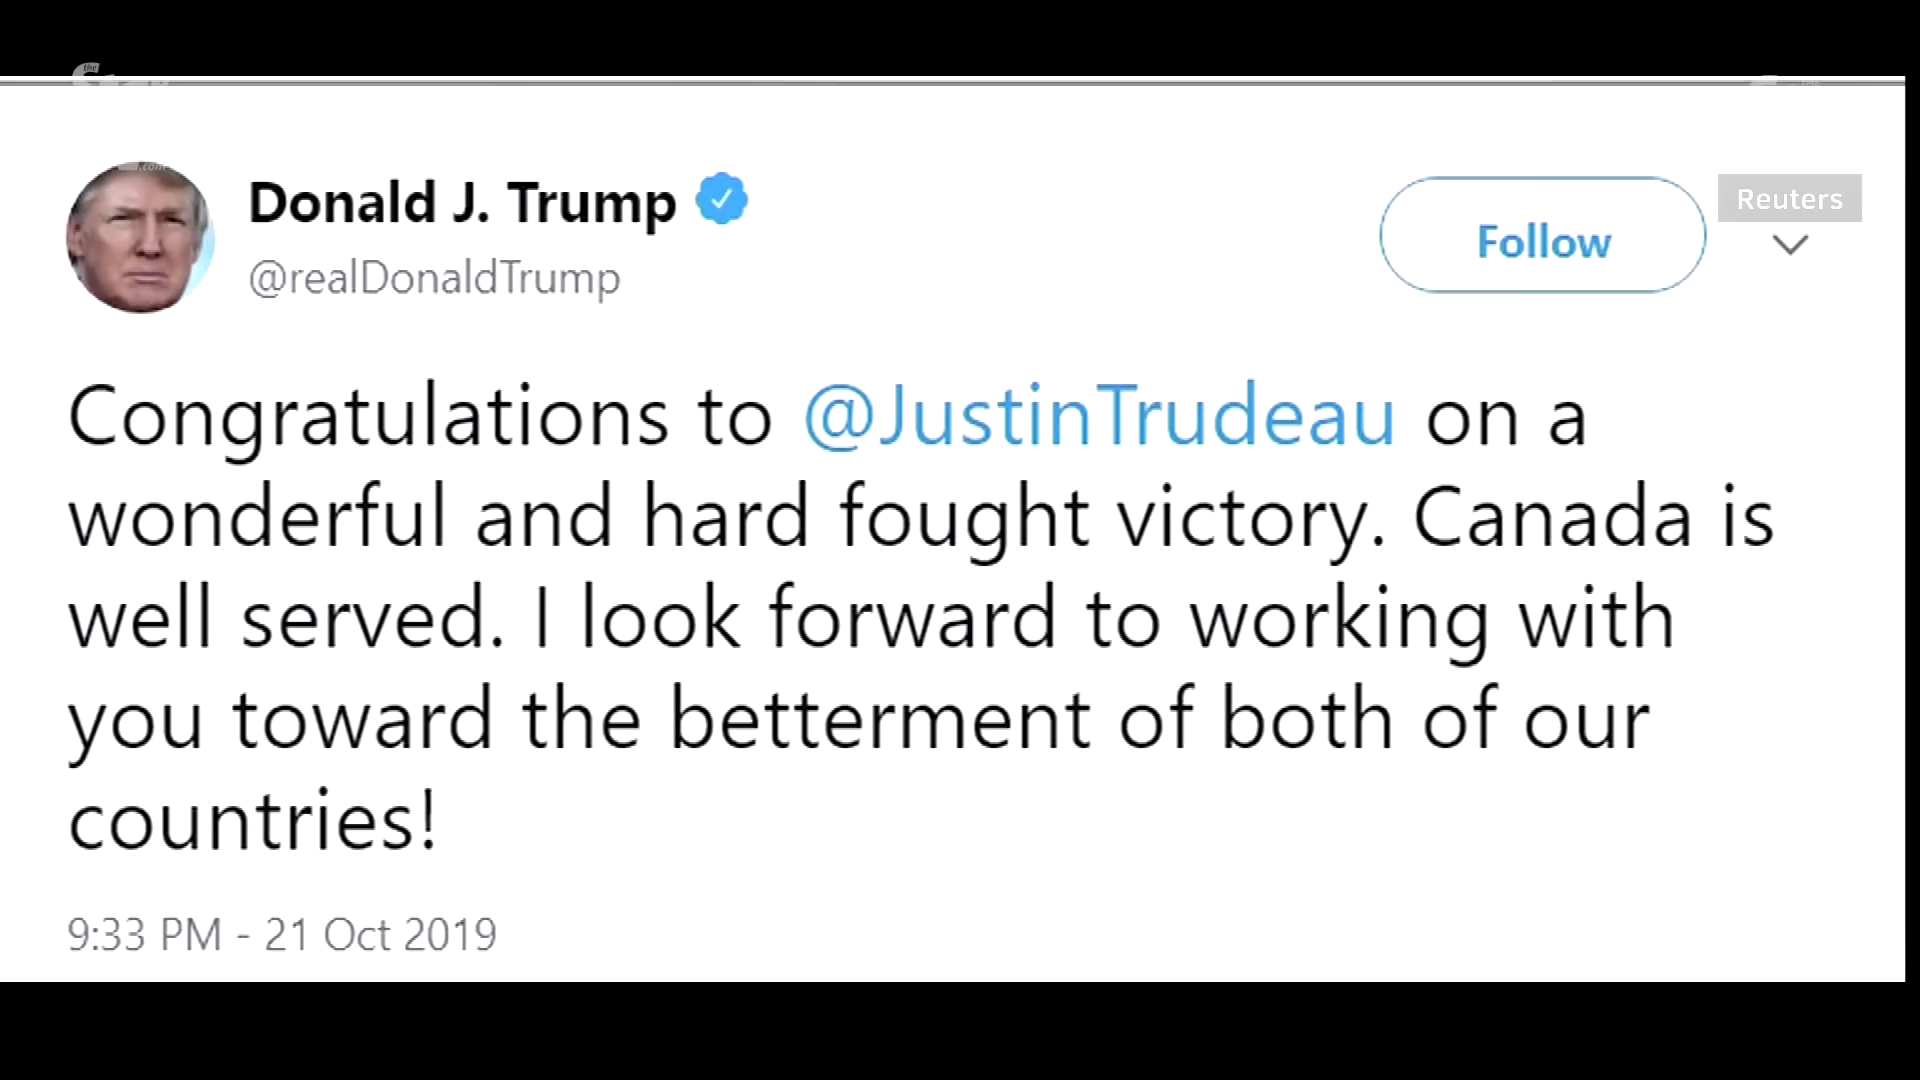 the
.com
Donald J. Trump
@realDonaldTrump
Follow
Reuters
Congratulations to @JustinTrudeau on a
wonderful and hard fought victory. Canada is
well served. I look forward to working with
you toward the betterment of both of our
countries!
9:33 PM - 21 Oct 2019